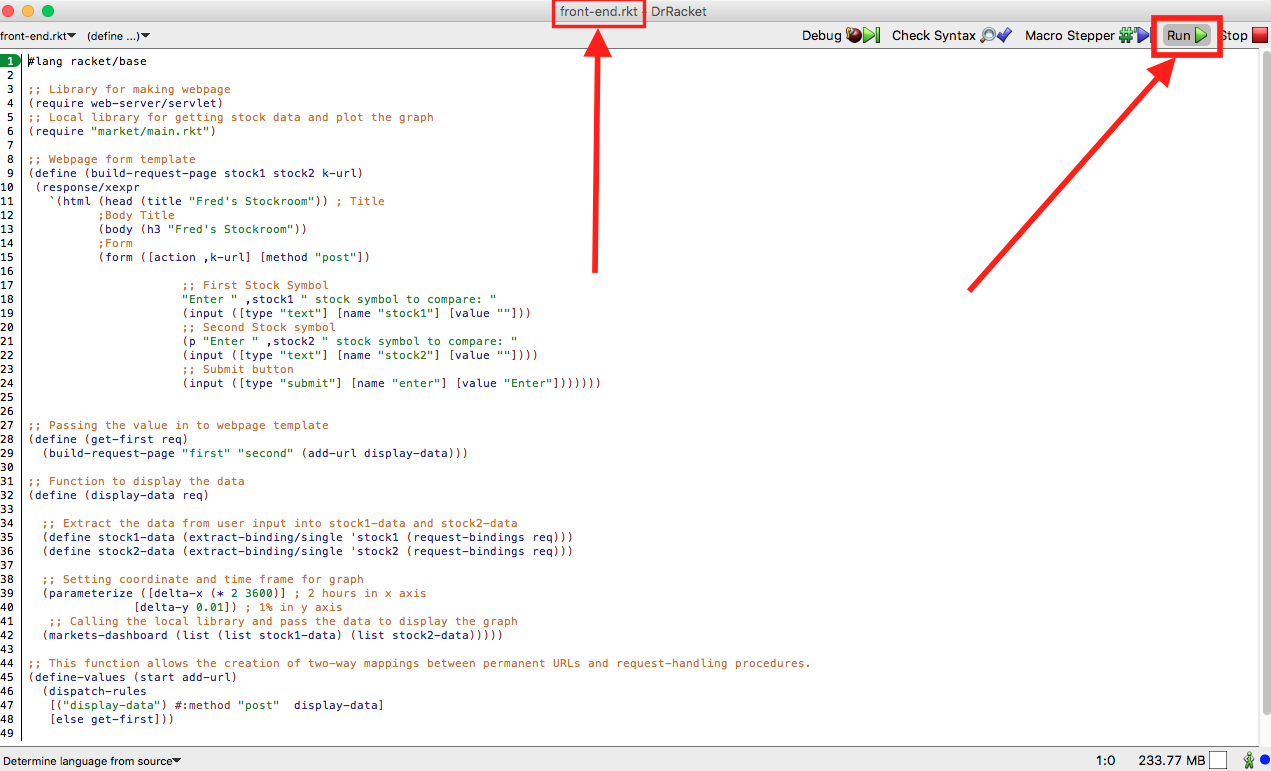 front-end.rkt - DrRacket
front-end.rkt▾ (define ...)▾ Debug Check Syntax Macro Stepper Run Stop
1 #lang racket/base
2
3 ;; Library for making webpage
4 (require web-server/servlet)
5 ;; Local library for getting stock data and plot the graph
6 (require "market/main.rkt")
7
8 ;; Webpage form template
9 (define (build-request-page stock1 stock2 k-url)
10 (response/xexpr
11 `(html (head (title "Fred's Stockroom")) ; Title
12 ;Body Title
13 (body (h3 "Fred's Stockroom"))
14 ;Form
15 (form ([action ,k-url] [method "post"])
16
17 ;; First Stock Symbol
18 "Enter " ,stock1 " stock symbol to compare: "
19 (input ([type "text"] [name "stock1"] [value ""]))
20 ;; Second Stock symbol
21 (p "Enter " ,stock2 " stock symbol to compare: "
22 (input ([type "text"] [name "stock2"] [value ""])))
23 ;; Submit button
24 (input ([type "submit"] [name "enter"] [value "Enter"]))))))
25
26
27 ;; Passing the value in to webpage template
28 (define (get-first req)
29 (build-request-page "first" "second" (add-url display-data)))
30
31 ;; Function to display the data
32 (define (display-data req)
33
34 ;; Extract the data from user input into stock1-data and stock2-data
35 (define stock1-data (extract-binding/single 'stock1 (request-bindings req)))
36 (define stock2-data (extract-binding/single 'stock2 (request-bindings req)))
37
38 ;; Setting coordinate and time frame for graph
39 (parameterize ([delta-x (* 2 3600)] ; 2 hours in x axis
40 [delta-y 0.01]) ; 1% in y axis
41 ;; Calling the local library and pass the data to display the graph
42 (markets-dashboard (list (list stock1-data) (list stock2-data)))))
43
44 ;; This function allows the creation of two-way mappings between permanent URLs and request-handling procedures.
45 (define-values (start add-url)
46 (dispatch-rules
47 [("display-data") #:method "post" display-data]
48 [else get-first]))
49
Determine language from source▾ 1:0 233.77 MB